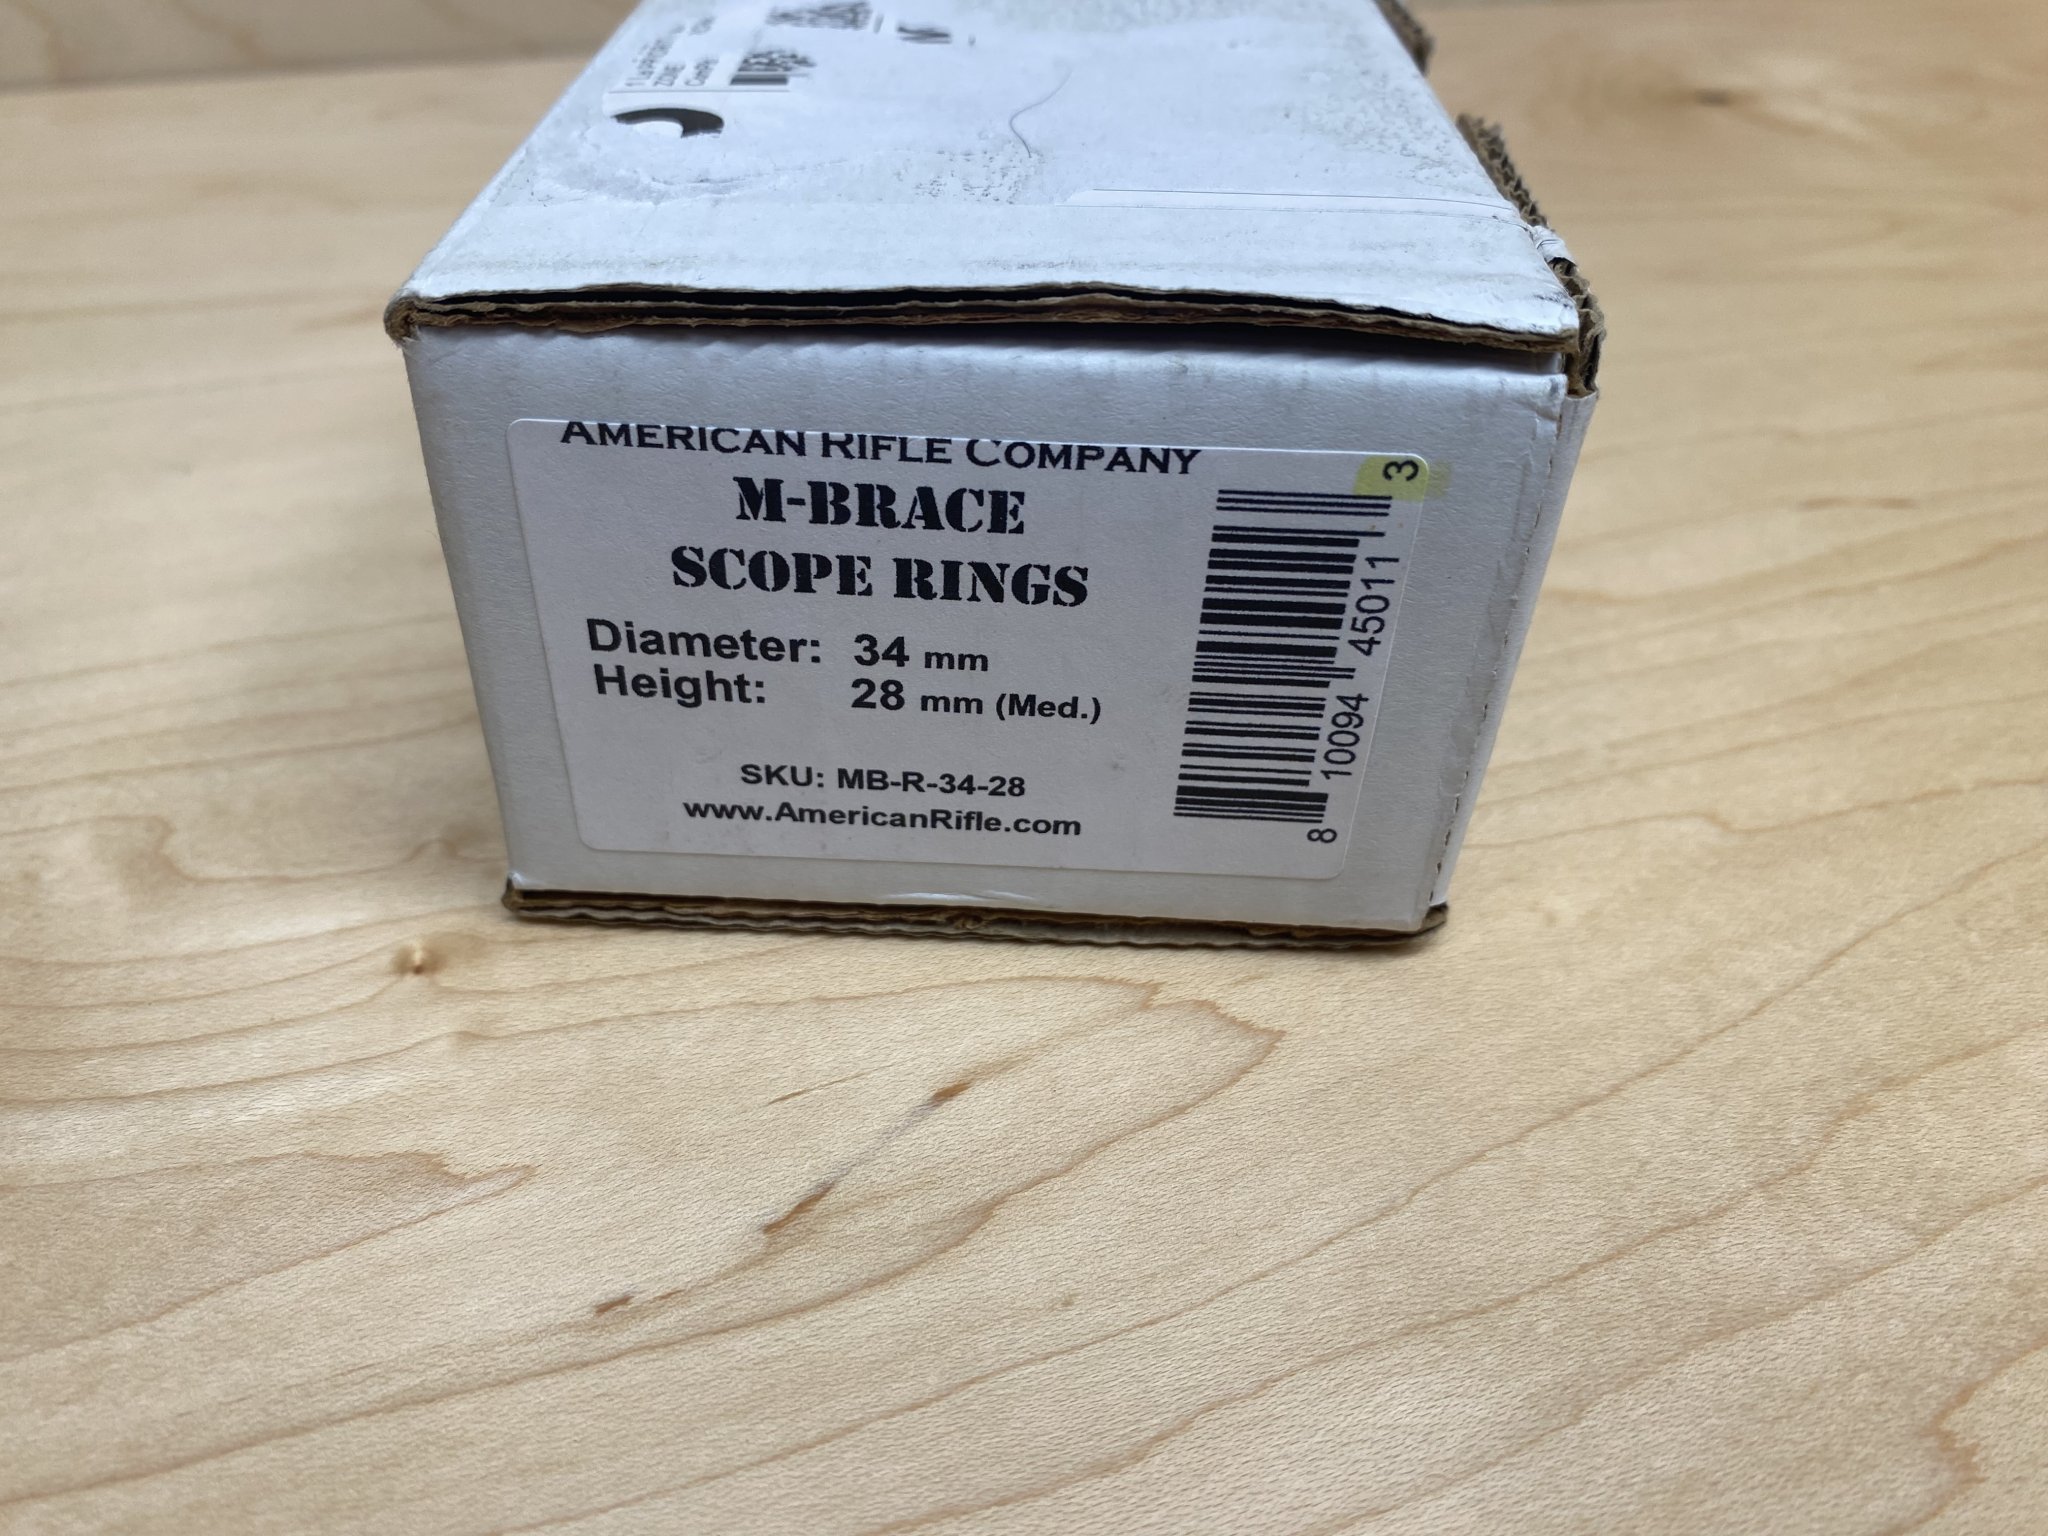 AMERICAN RIFLE COMPANY
M-BRACE
SCOPE RINGS
Diameter: 34 mm
Height: 28 mm (Med.)
SKU: MB-R-34-28
www.AmericanRifle.com
8 10094 45011 3